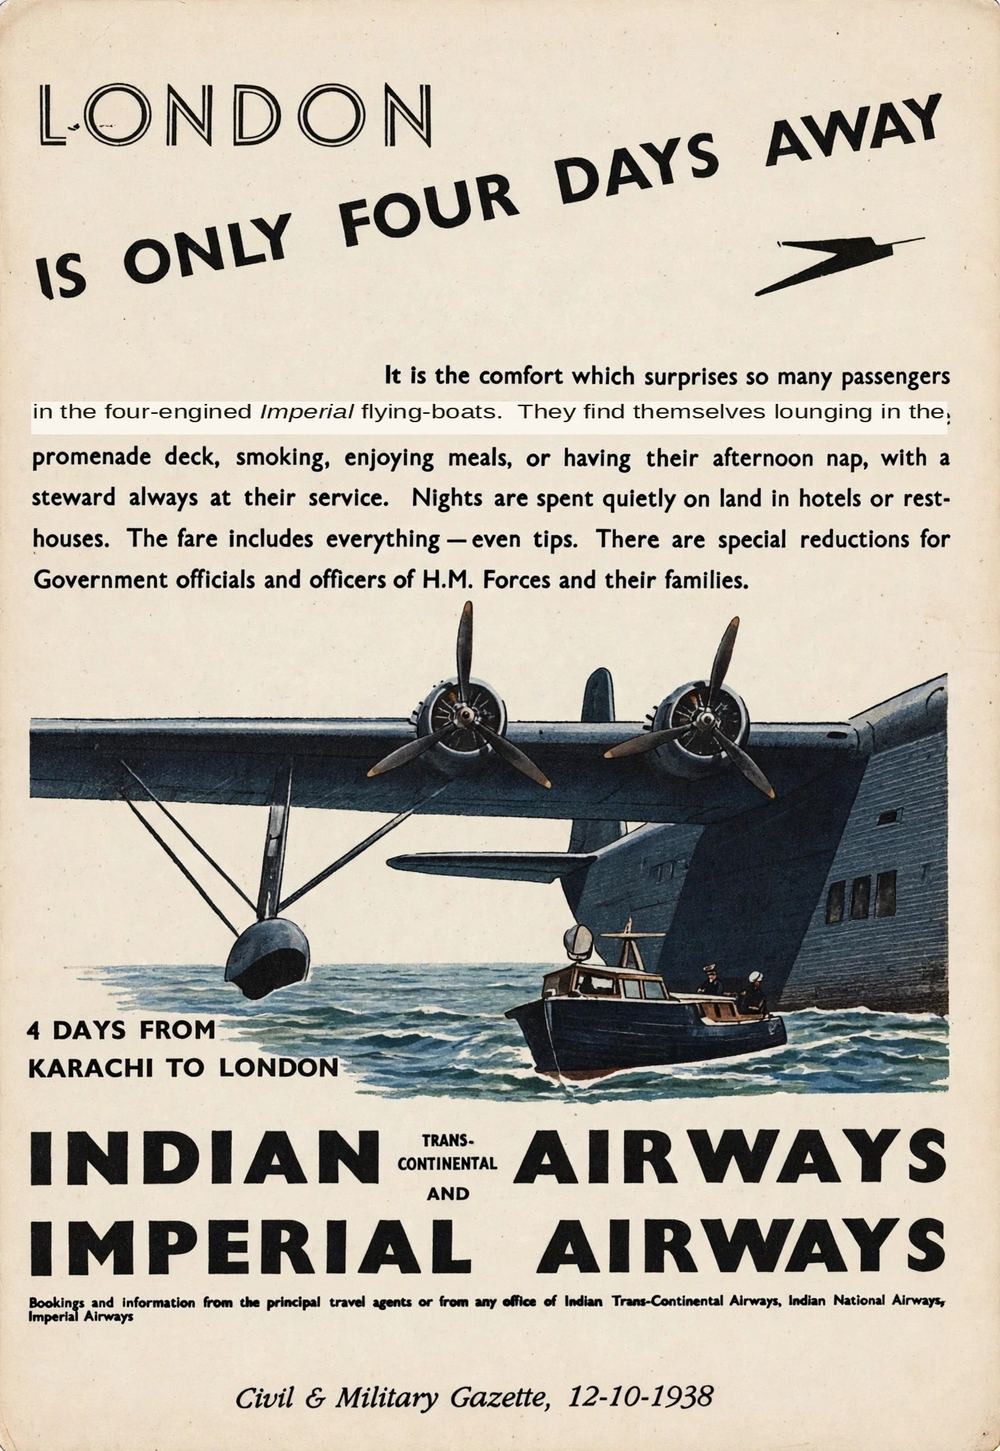 LONDON
IS ONLY FOUR DAYS AWAY
It is the comfort which surprises so many passengers
in the four-engined Imperial flying-boats. They find themselves lounging in the
promenade deck, smoking, enjoying meals, or having their afternoon nap, with a
steward always at their service. Nights are spent quietly on land in hotels or rest-
houses. The fare includes everything — even tips. There are special reductions for
Government officials and officers of H.M. Forces and their families.
4 DAYS FROM
KARACHI TO LONDON
INDIAN TRANS-CONTINENTAL AIRWAYS
AND
IMPERIAL AIRWAYS
Bookings and information from the principal travel agents or from any office of Indian Trans-Continental Airways, Indian National Airways,
Imperial Airways
Civil & Military Gazette, 12-10-1938